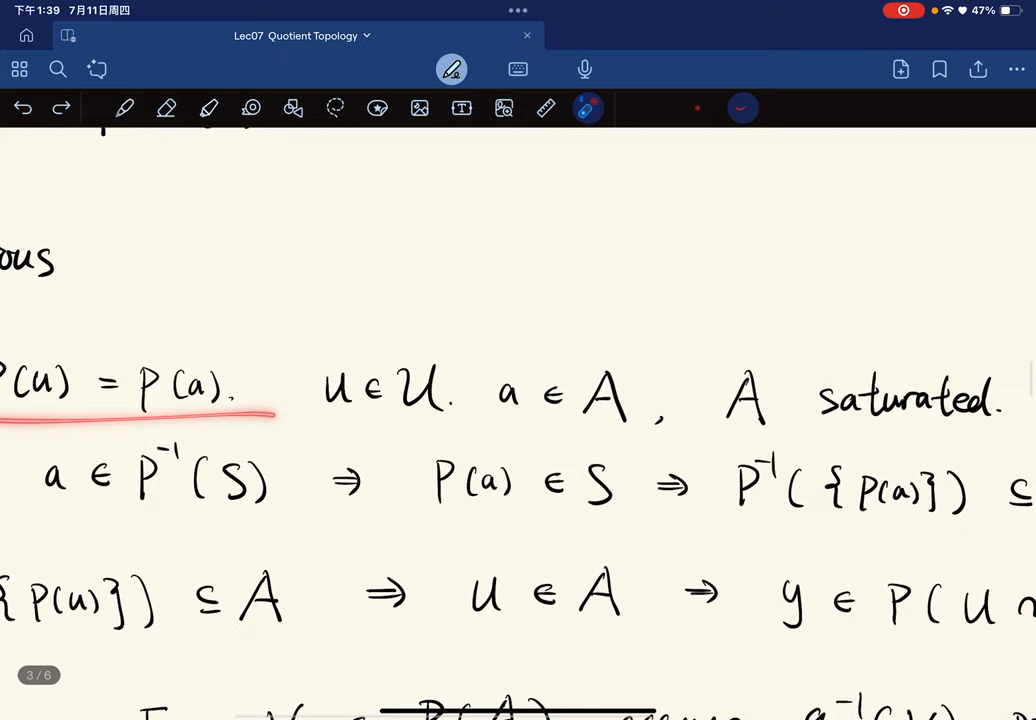 下午1:39 7月11日周四
47%
Lec07 Quotient Topology
ous
P(u) = P(a). u ∈ U. a ∈ A, A saturated.
a ∈ P⁻¹(S) ⇒ P(a) ∈ S ⇒ P⁻¹({P(a)}) ⊆
{P(u)}) ⊆ A ⇒ u ∈ A ⇒ y ∈ P(U ∩
3 / 6